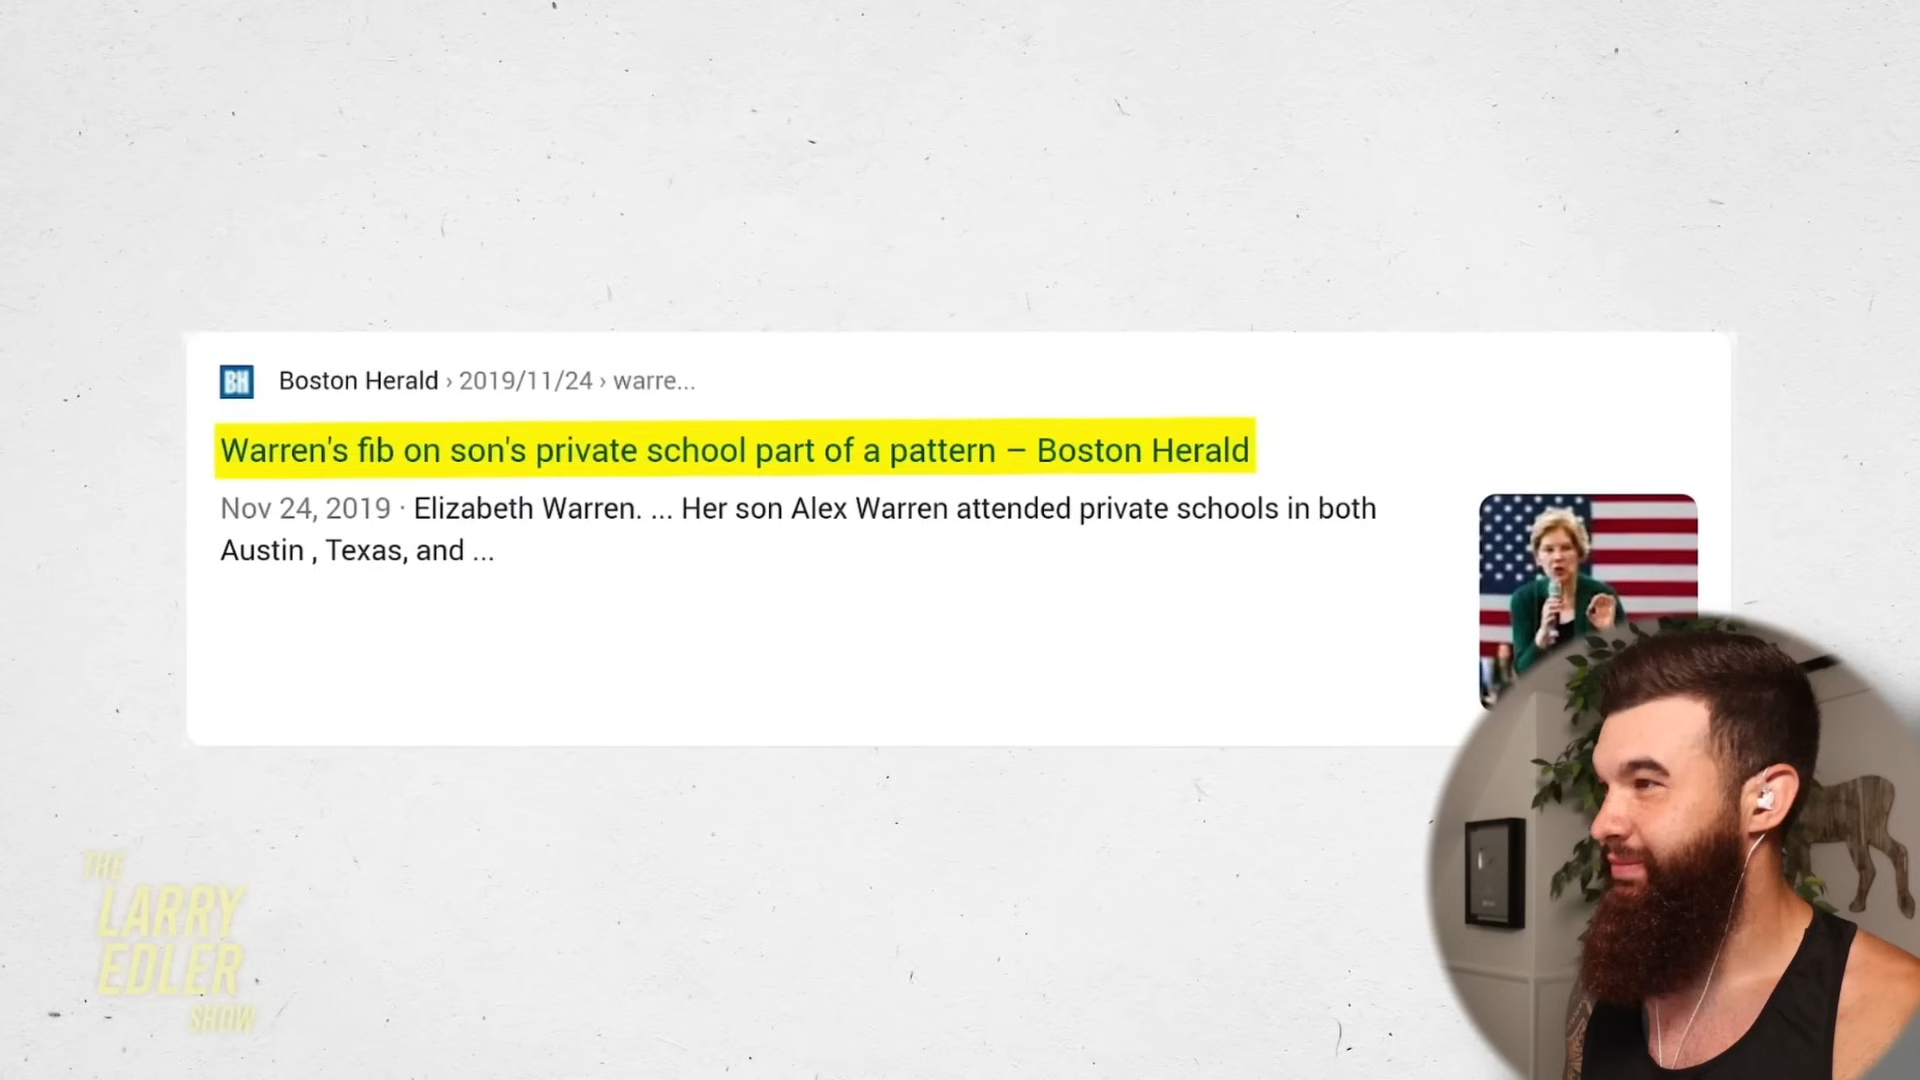 BH
Boston Herald › 2019/11/24 › warre...
Warren's fib on son's private school part of a pattern – Boston Herald
Nov 24, 2019 · Elizabeth Warren. ... Her son Alex Warren attended private schools in both
Austin , Texas, and ...
THE
LARRY
EDLER
SHOW